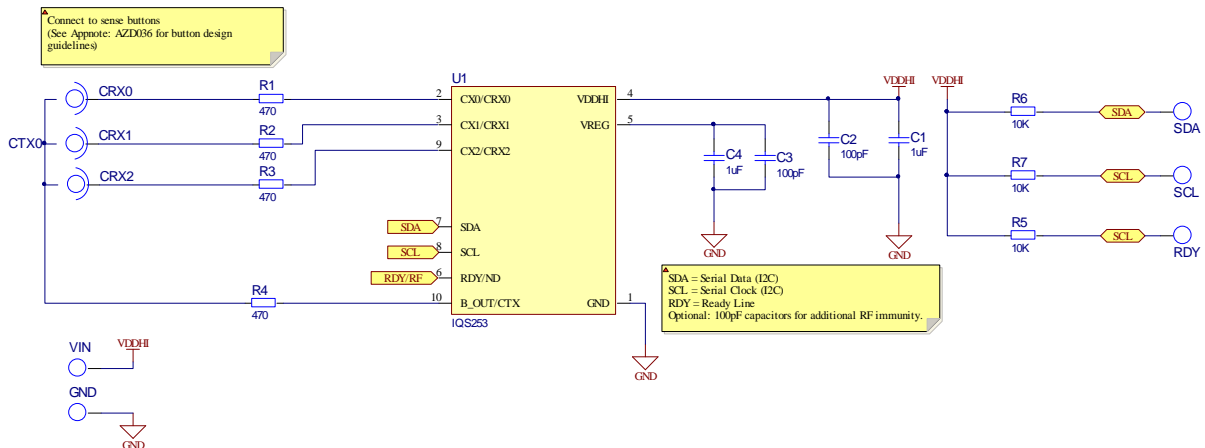 Connect to sense buttons
(See Appnote: AZD036 for button design
guidelines)
CTX0
CRX0
R1
470
CRX1
R2
470
CRX2
R3
470
R4
470
U1
2 CX0/CRX0
3 CX1/CRX1
9 CX2/CRX2
SDA 7 SDA
SCL 8 SCL
RDY/RF 6 RDY/ND
10 B_OUT/CTX
VDDHI 4
VREG 5
GND 1
IQS253
GND
C4
1uF
C3
100pF
GND
C2
100pF
VDDHI
C1
1uF
GND
VDDHI
R6
10K
SDA
SDA
R7
10K
SCL
SCL
R5
10K
SCL
RDY
SDA = Serial Data (I2C)
SCL = Serial Clock (I2C)
RDY = Ready Line
Optional: 100pF capacitors for additional RF immunity.
VIN
VDDHI
GND
GND